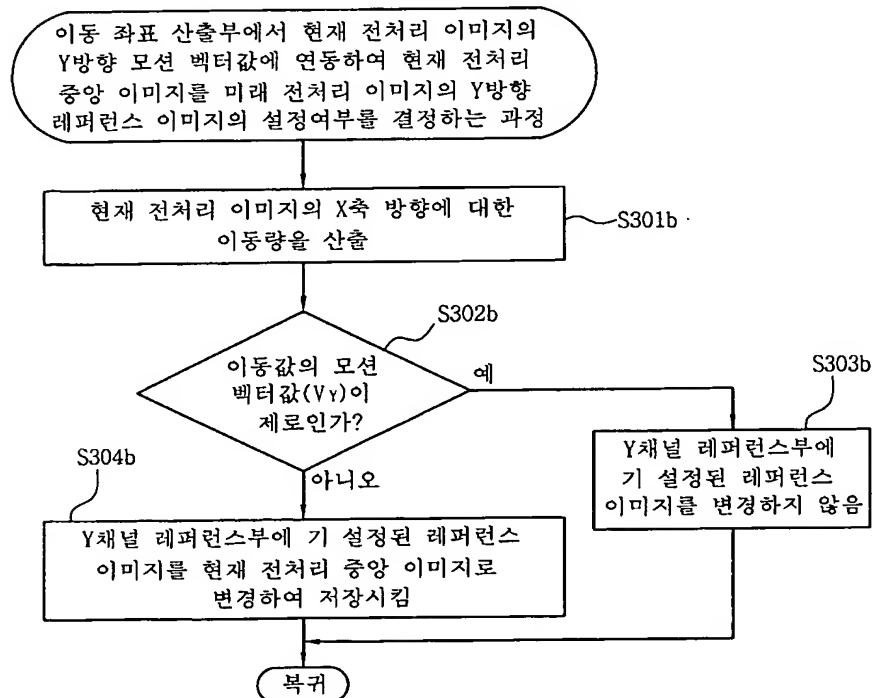 이동 좌표 산출부에서 현재 전처리 이미지의
Y방향 모션 벡터값에 연동하여 현재 전처리
중앙 이미지를 미래 전처리 이미지의 Y방향
레퍼런스 이미지의 설정여부를 결정하는 과정
현재 전처리 이미지의 X축 방향에 대한
이동량을 산출
S301b
S302b
이동값의 모션
벡터값(VY)이
제로인가?
예
S303b
Y채널 레퍼런스부에
기 설정된 레퍼런스
이미지를 변경하지 않음
아니오
S304b
Y채널 레퍼런스부에 기 설정된 레퍼런스
이미지를 현재 전처리 중앙 이미지로
변경하여 저장시킴
복귀